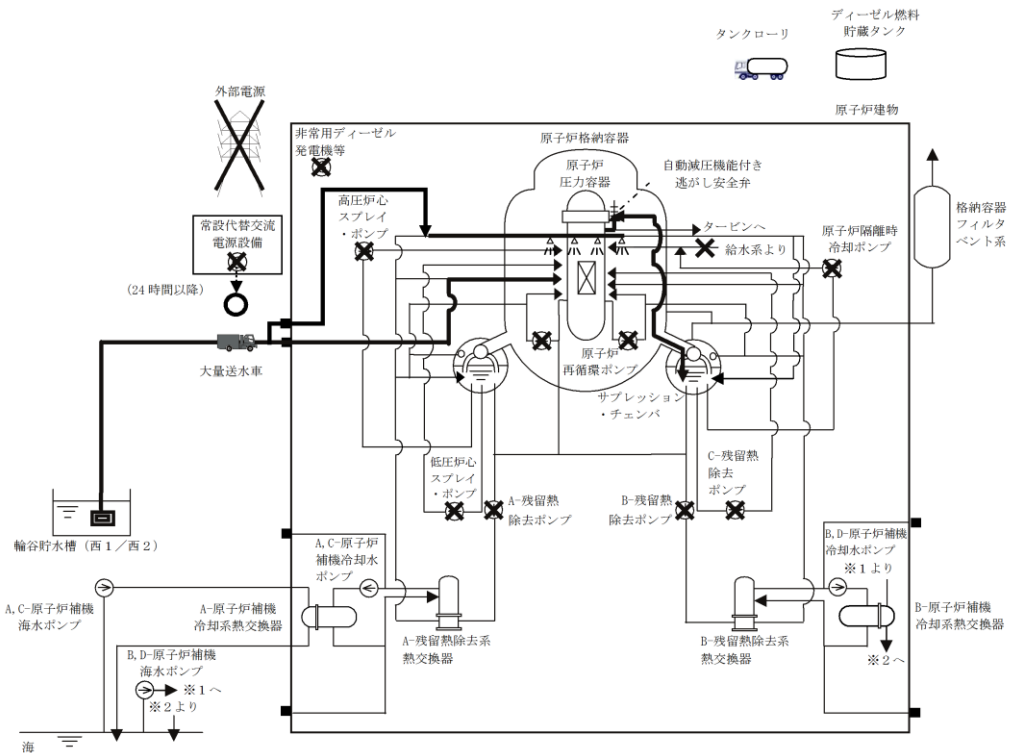 ディーゼル燃料
貯蔵タンク
タンクローリ
原子炉建物
外部電源
非常用ディーゼル
発電機等
原子炉格納容器
原子炉
圧力容器
自動減圧機能付き
逃がし安全弁
高圧炉心
スプレイ
・ポンプ
常設代替交流
電源設備
(24時間以降)
タービンへ
給水系より
原子炉隔離時
冷却ポンプ
格納容器
フィルタ
ベント系
大量送水車
原子炉
再循環ポンプ
サプレッション
・チェンバ
低圧炉心
スプレイ
・ポンプ
A-残留熱
除去ポンプ
B-残留熱
除去ポンプ
C-残留熱
除去
ポンプ
輪谷貯水槽(西1/西2)
A,C-原子炉
補機冷却水
ポンプ
B,D-原子炉補機
冷却水ポンプ
※1より
A,C-原子炉補機
海水ポンプ
A-原子炉補機
冷却系熱交換器
A-残留熱除去系
熱交換器
B-残留熱除去系
熱交換器
B-原子炉補機
冷却系熱交換器
※2へ
B,D-原子炉補機
海水ポンプ
※1へ
※2より
海